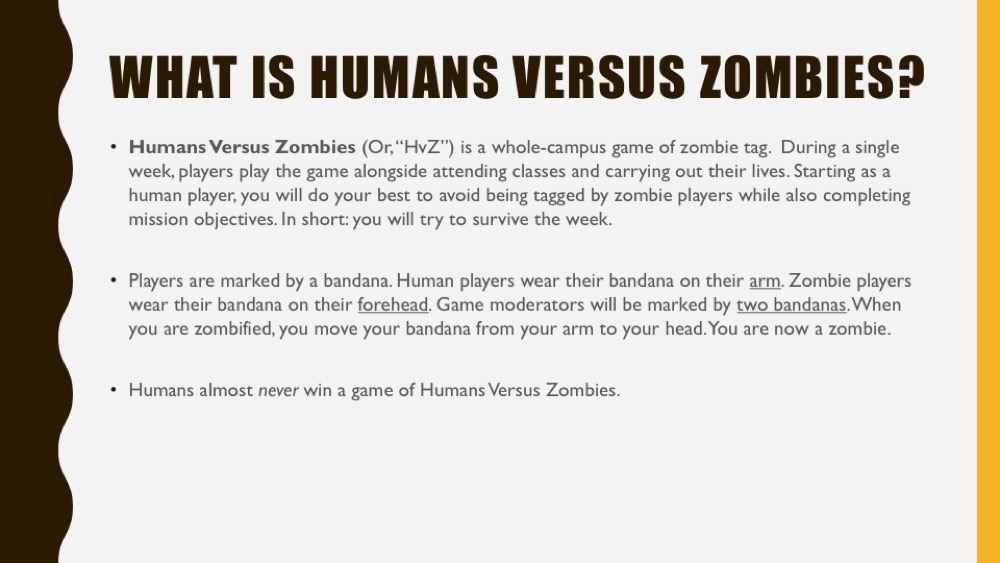 WHAT IS HUMANS VERSUS ZOMBIES?
• Humans Versus Zombies (Or, “HvZ”) is a whole-campus game of zombie tag. During a single
week, players play the game alongside attending classes and carrying out their lives. Starting as a
human player, you will do your best to avoid being tagged by zombie players while also completing
mission objectives. In short: you will try to survive the week.
• Players are marked by a bandana. Human players wear their bandana on their arm. Zombie players
wear their bandana on their forehead. Game moderators will be marked by two bandanas. When
you are zombified, you move your bandana from your arm to your head. You are now a zombie.
• Humans almost never win a game of Humans Versus Zombies.